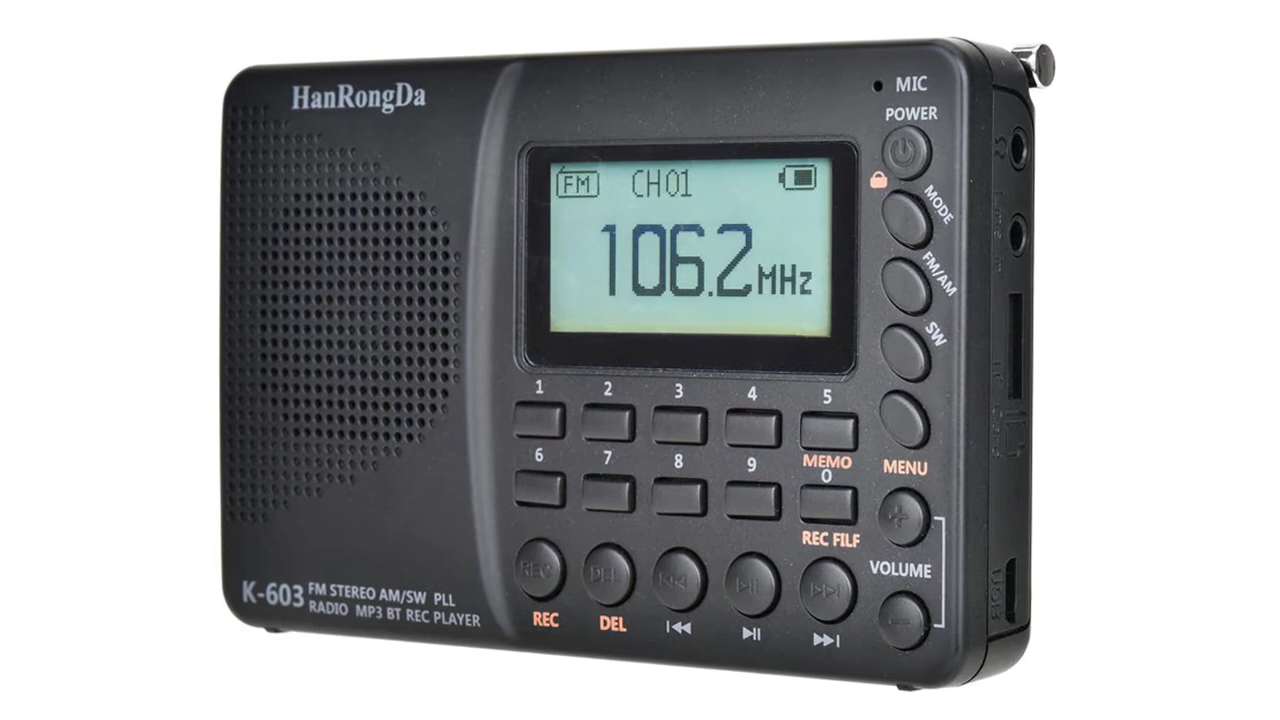 HanRongDa
MIC
POWER
FM CH01
106.2MHz
MODE
FM/AM
SW
1 2 3 4 5
MEMO
6 7 8 9 0
REC FILF
MENU
+
VOLUME
-
REC DEL
REC DEL
K-603 FM STEREO AM/SW PLL
RADIO MP3 BT REC PLAYER
USB